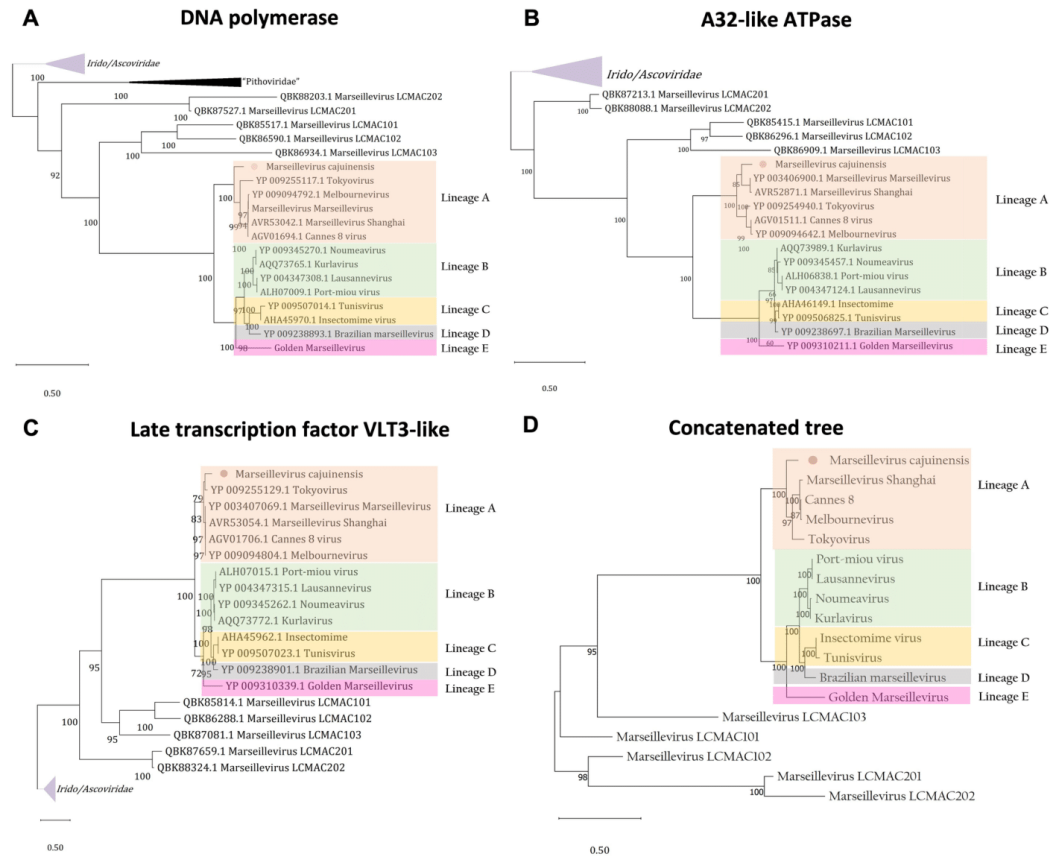 A
DNA polymerase
Irido/Ascoviridae
100
"Pithoviridae"
100
QBK88203.1 Marseillevirus LCMAC202
100
QBK87527.1 Marseillevirus LCMAC201
QBK85517.1 Marseillevirus LCMAC101
QBK86590.1 Marseillevirus LCMAC102
100
100
QBK86934.1 Marseillevirus LCMAC103
92
Marseillevirus cajuinensis
YP 009255117.1 Tokyovirus
YP 009094792.1 Melbournevirus
Marseillevirus Marseillevirus
AVR53042.1 Marseillevirus Shanghai
AGV01694.1 Cannes 8 virus
Lineage A
100
97
100
100
YP 009345270.1 Noumeavirus
AQQ73765.1 Kurlavirus
YP 004347308.1 Lausannevirus
ALH07009.1 Port-miou virus
Lineage B
100
100
100
YP 009507014.1 Tunisvirus
AHA45970.1 Insectomime virus
Lineage C
100
100
YP 009238893.1 Brazilian marseillevirus
Lineage D
Golden Marseillevirus
Lineage E
100
98
0.50
B
A32-like ATPase
Irido/Ascoviridae
QBK87213.1 Marseillevirus LCMAC201
QBK88088.1 Marseillevirus LCMAC202
100
QBK85415.1 Marseillevirus LCMAC101
QBK86296.1 Marseillevirus LCMAC102
97
QBK86909.1 Marseillevirus LCMAC103
100
Marseillevirus cajuinensis
YP 003406900.1 Marseillevirus Marseillevirus
AVR52871.1 Marseillevirus Shanghai
YP 009254940.1 Tokyovirus
AGV01511.1 Cannes 8 virus
YP 009094642.1 Melbournevirus
Lineage A
85
100
100
99
100
AQQ73989.1 Kurlavirus
YP 009345457.1 Noumeavirus
ALH06838.1 Port-miou virus
YP 004347124.1 Lausannevirus
Lineage B
100
100
AHA46149.1 Insectomime
YP 009506825.1 Tunisvirus
Lineage C
YP 009238697.1 Brazilian marseillevirus
Lineage D
YP 009310211.1 Golden Marseillevirus
Lineage E
100
60
0.50
C
Late transcription factor VLT3-like
Marseillevirus cajuinensis
YP 009255129.1 Tokyovirus
YP 003407069.1 Marseillevirus Marseillevirus
AVR53054.1 Marseillevirus Shanghai
AGV01706.1 Cannes 8 virus
YP 009094804.1 Melbournevirus
Lineage A
79
83
97
97
ALH07015.1 Port-miou virus
YP 004347315.1 Lausannevirus
YP 009345262.1 Noumeavirus
AQQ73772.1 Kurlavirus
Lineage B
100
100
100
98
AHA45962.1 Insectomime
YP 009507023.1 Tunisvirus
Lineage C
100
100
YP 009238901.1 Brazilian Marseillevirus
Lineage D
72
95
YP 009310339.1 Golden Marseillevirus
Lineage E
95
QBK85814.1 Marseillevirus LCMAC101
QBK86288.1 Marseillevirus LCMAC102
100
QBK87081.1 Marseillevirus LCMAC103
95
100
QBK87659.1 Marseillevirus LCMAC201
QBK88324.1 Marseillevirus LCMAC202
100
Irido/Ascoviridae
0.50
D
Concatenated tree
Marseillevirus cajuinensis
Marseillevirus Shanghai
Cannes 8
Melbournevirus
Tokyovirus
Lineage A
100
100
87
97
100
Port-miou virus
Lausannevirus
Noumeavirus
Kurlavirus
Lineage B
100
100
100
100
Insectomime virus
Tunisvirus
Lineage C
100
100
Brazilian marseillevirus
Lineage D
100
Golden Marseillevirus
Lineage E
95
Marseillevirus LCMAC103
Marseillevirus LCMAC101
Marseillevirus LCMAC102
98
Marseillevirus LCMAC201
100
Marseillevirus LCMAC202
0.50